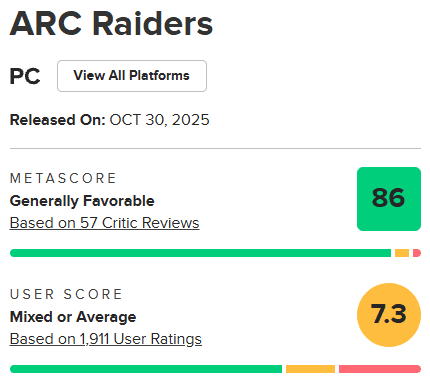 ARC Raiders
PC View All Platforms
Released On: OCT 30, 2025
METASCORE
Generally Favorable
Based on 57 Critic Reviews
86
USER SCORE
Mixed or Average
Based on 1,911 User Ratings
7.3